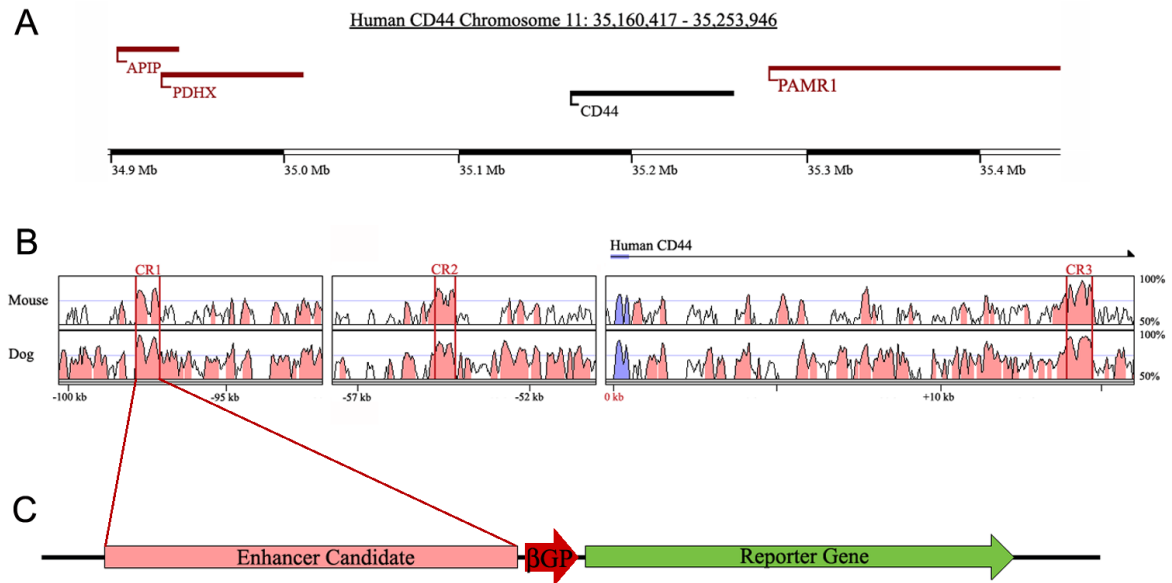 A
Human CD44 Chromosome 11: 35,160,417 - 35,253,946
APIP
PDHX
CD44
PAMR1
34.9 Mb 35.0 Mb 35.1 Mb 35.2 Mb 35.3 Mb 35.4 Mb
B
Human CD44
CR1 CR2 CR3
Mouse 100%
50%
Dog 100%
50%
-100 kb -95 kb -57 kb -52 kb 0 kb +10 kb
C
Enhancer Candidate βGP Reporter Gene